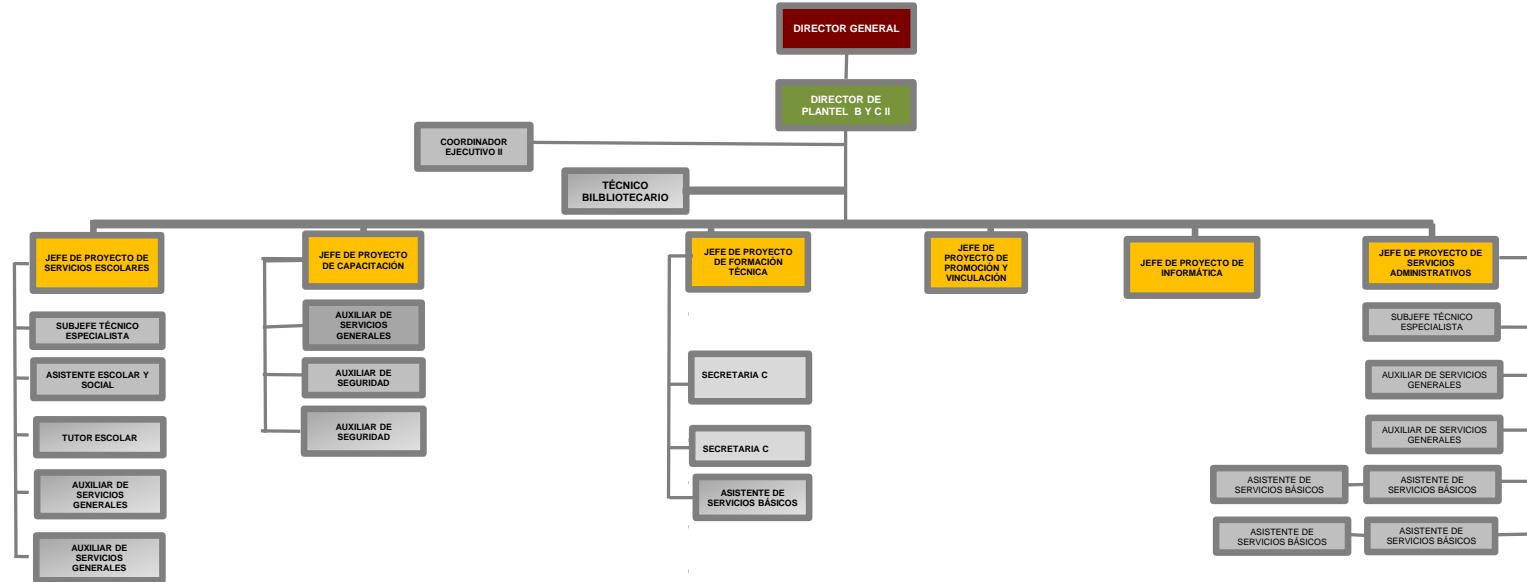 DIRECTOR GENERAL
DIRECTOR DE
PLANTEL B Y C II
COORDINADOR
EJECUTIVO II
TÉCNICO
BILBLIOTECARIO
JEFE DE PROYECTO DE
SERVICIOS ESCOLARES
SUBJEFE TÉCNICO
ESPECIALISTA
ASISTENTE ESCOLAR Y
SOCIAL
TUTOR ESCOLAR
AUXILIAR DE
SERVICIOS
GENERALES
AUXILIAR DE
SERVICIOS
GENERALES
JEFE DE PROYECTO
DE CAPACITACIÓN
AUXILIAR DE
SERVICIOS
GENERALES
AUXILIAR DE
SEGURIDAD
AUXILIAR DE
SEGURIDAD
JEFE DE PROYECTO
DE FORMACIÓN
TÉCNICA
SECRETARIA C
SECRETARIA C
ASISTENTE DE
SERVICIOS BÁSICOS
JEFE DE
PROYECTO DE
PROMOCIÓN Y
VINCULACIÓN
JEFE DE PROYECTO DE
INFORMÁTICA
JEFE DE PROYECTO DE
SERVICIOS
ADMINISTRATIVOS
SUBJEFE TÉCNICO
ESPECIALISTA
AUXILIAR DE SERVICIOS
GENERALES
AUXILIAR DE SERVICIOS
GENERALES
ASISTENTE DE
SERVICIOS BÁSICOS
ASISTENTE DE
SERVICIOS BÁSICOS
ASISTENTE DE
SERVICIOS BÁSICOS
ASISTENTE DE
SERVICIOS BÁSICOS